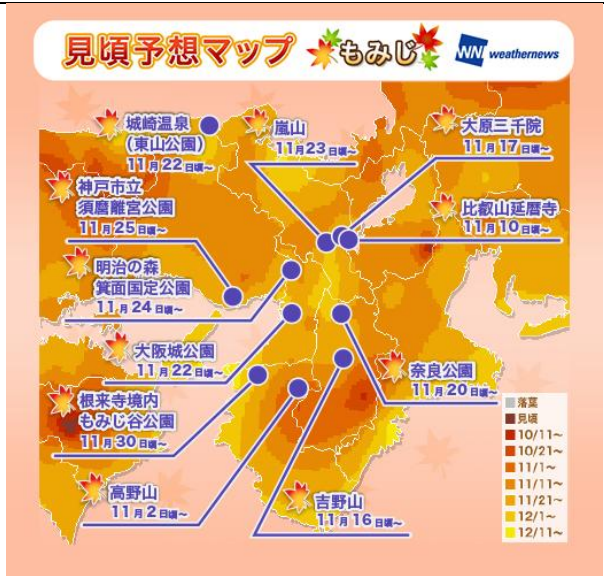 見頃予想マップ もみじ
WNI weathernews
城崎温泉
(東山公園)
11月22日頃~
嵐山
11月23日頃~
大原三千院
11月17日頃~
神戸市立
須磨離宮公園
11月25日頃~
比叡山延暦寺
11月10日頃~
明治の森
箕面国定公園
11月24日頃~
大阪城公園
11月22日頃~
奈良公園
11月20日頃~
根来寺境内
もみじ谷公園
11月30日頃~
高野山
11月2日頃~
吉野山
11月16日頃~
落葉
見頃
10/11~
10/21~
11/1~
11/11~
11/21~
12/1~
12/11~